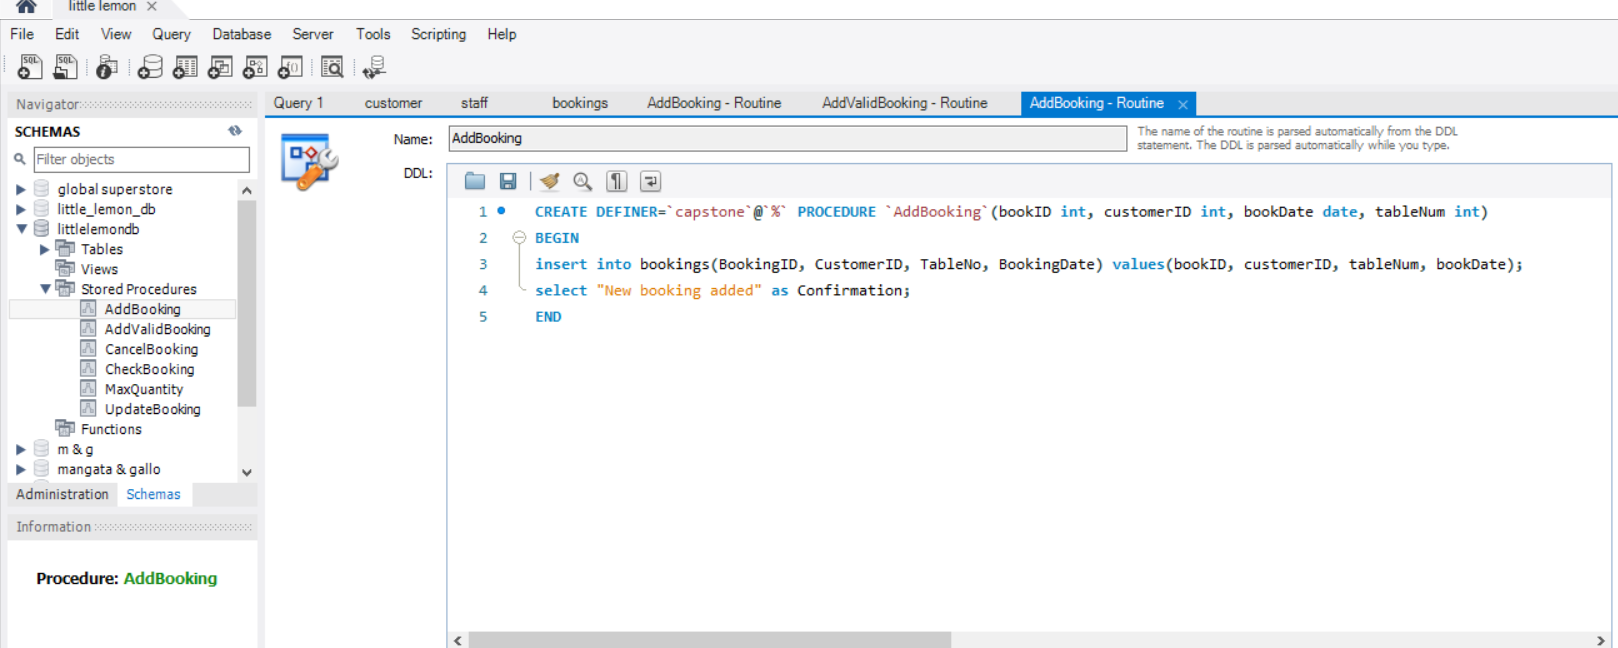 little lemon
File Edit View Query Database Server Tools Scripting Help
Navigator
SCHEMAS
Filter objects
global superstore
little_lemon_db
littlelemondb
Tables
Views
Stored Procedures
AddBooking
AddValidBooking
CancelBooking
CheckBooking
MaxQuantity
UpdateBooking
Functions
m & g
mangata & gallo
Administration Schemas
Information
Procedure: AddBooking
Query 1 customer staff bookings AddBooking - Routine AddValidBooking - Routine AddBooking - Routine
Name: AddBooking
The name of the routine is parsed automatically from the DDL
statement. The DDL is parsed automatically while you type.
DDL:
1 CREATE DEFINER=`capstone`@`%` PROCEDURE `AddBooking`(bookID int, customerID int, bookDate date, tableNum int)
2 BEGIN
3 insert into bookings(BookingID, CustomerID, TableNo, BookingDate) values(bookID, customerID, tableNum, bookDate);
4 select "New booking added" as Confirmation;
5 END